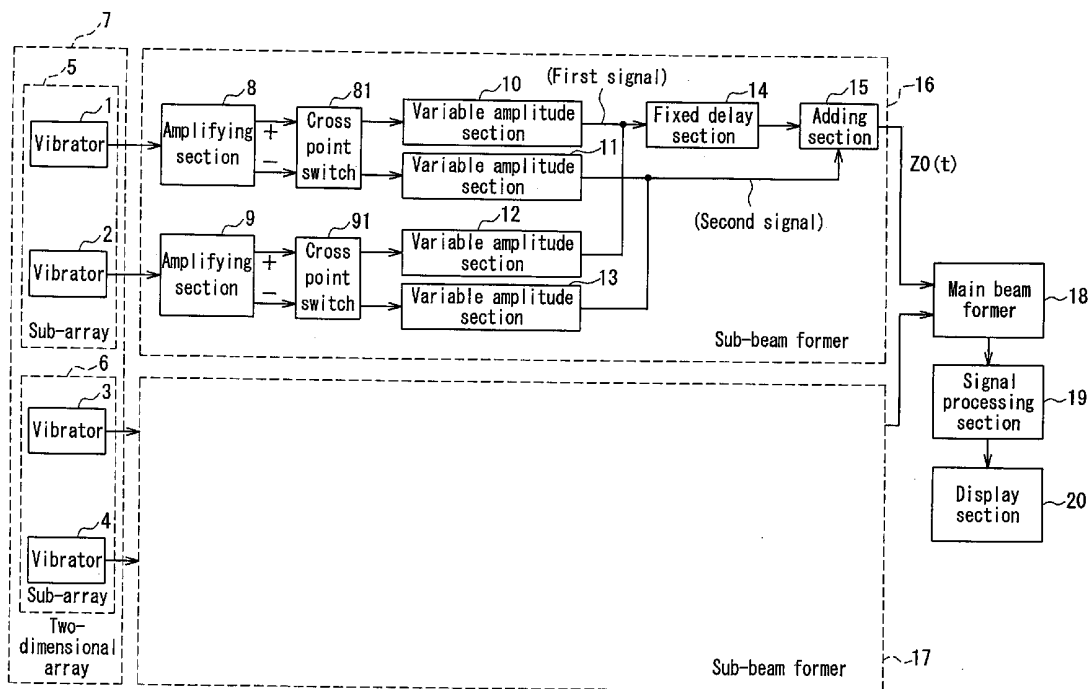 7
5
1
Vibrator
2
Vibrator
Sub-array
6
3
Vibrator
4
Vibrator
Sub-array
Two-
dimensional
array
8
Amplifying
section
+
−
81
Cross
point
switch
10
Variable amplitude
section
11
Variable amplitude
section
(First signal)
14
Fixed delay
section
15
Adding
section
16
Z0(t)
(Second signal)
9
Amplifying
section
+
−
91
Cross
point
switch
12
Variable amplitude
section
13
Variable amplitude
section
Sub-beam former
Main beam
former
18
Signal
processing
section
19
Display
section
20
Sub-beam former
17